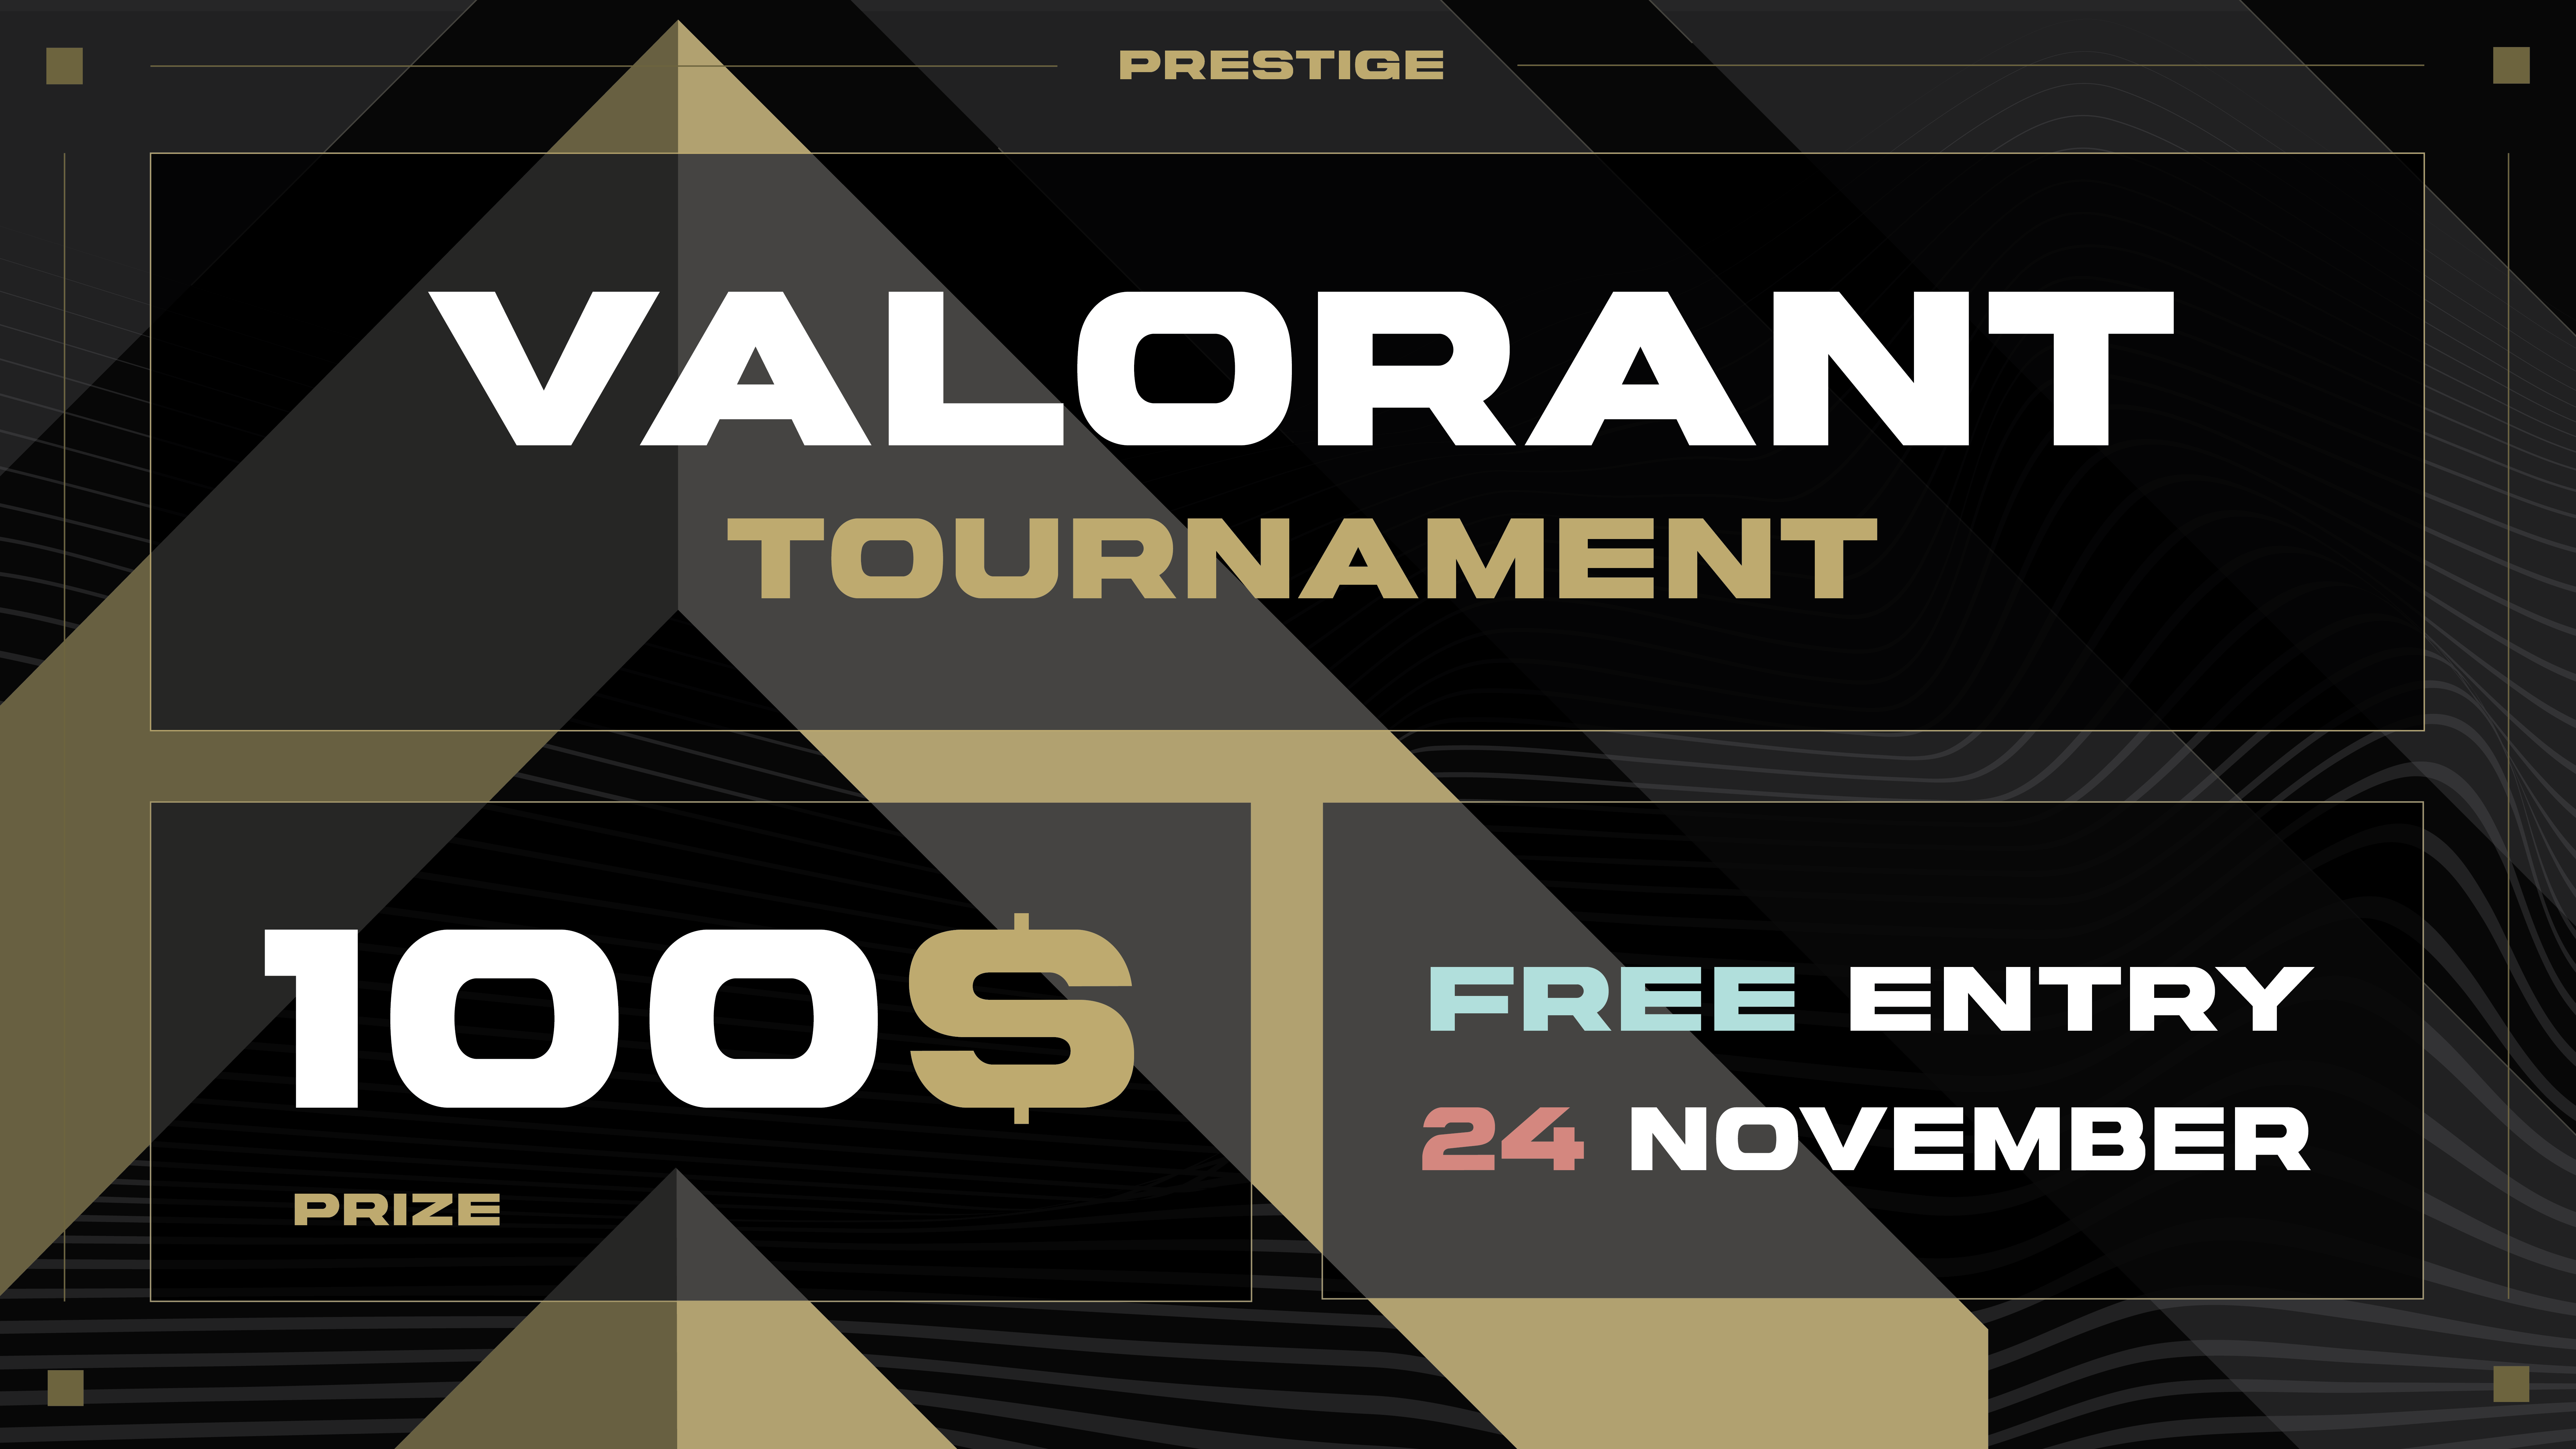 PRESTIGE
VALORANT
TOURNAMENT
100$
PRIZE
FREE ENTRY
24 NOVEMBER